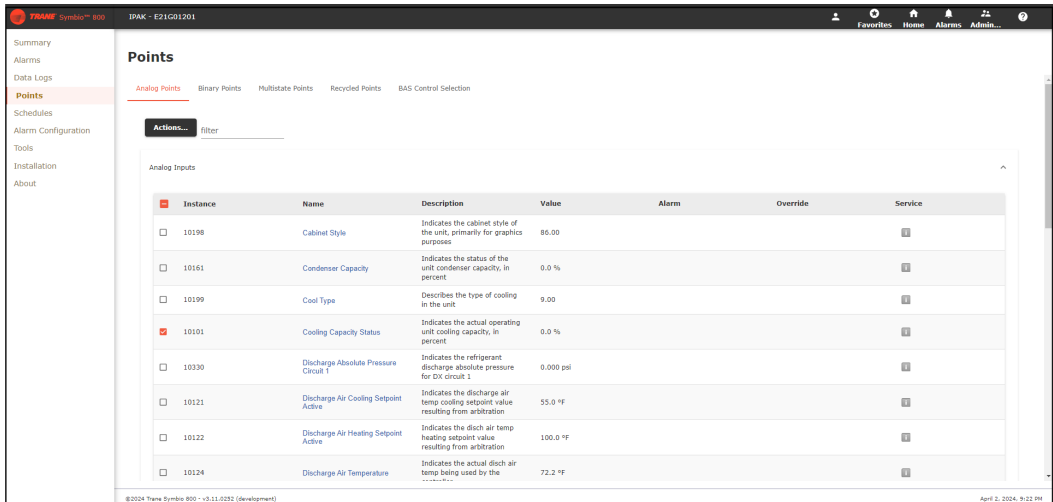 TRANE Symbio™ 800
IPAK - E21G01201
Favorites Home Alarms Admin...
Summary
Alarms
Data Logs
Points
Schedules
Alarm Configuration
Tools
Installation
About
Points
Analog Points Binary Points Multistate Points Recycled Points BAS Control Selection
Actions... filter
Analog Inputs
Instance Name Description Value Alarm Override Service
10198 Cabinet Style Indicates the cabinet style of
the unit, primarily for graphics
purposes 86.00
10161 Condenser Capacity Indicates the status of the
unit condenser capacity, in
percent 0.0 %
10199 Cool Type Describes the type of cooling
in the unit 9.00
10101 Cooling Capacity Status Indicates the actual operating
unit cooling capacity, in
percent 0.0 %
10330 Discharge Absolute Pressure
Circuit 1 Indicates the refrigerant
discharge absolute pressure
for DX circuit 1 0.000 psi
10121 Discharge Air Cooling Setpoint
Active Indicates the discharge air
temp cooling setpoint value
resulting from arbitration 55.0 °F
10122 Discharge Air Heating Setpoint
Active Indicates the disch air temp
heating setpoint value
resulting from arbitration 100.0 °F
10124 Discharge Air Temperature Indicates the actual disch air
temp being used by the 72.2 °F
©2024 Trane Symbio 800 - v3.11.0252 (development) April 2, 2024, 9:22 PM